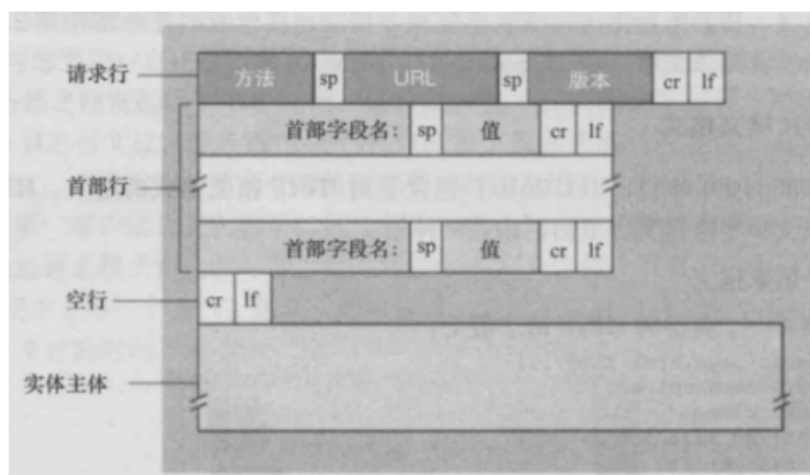 请求行 方法 sp URL sp 版本 cr lf
首部字段名： sp 值 cr lf
首部行
首部字段名： sp 值 cr lf
空行 cr lf
实体主体